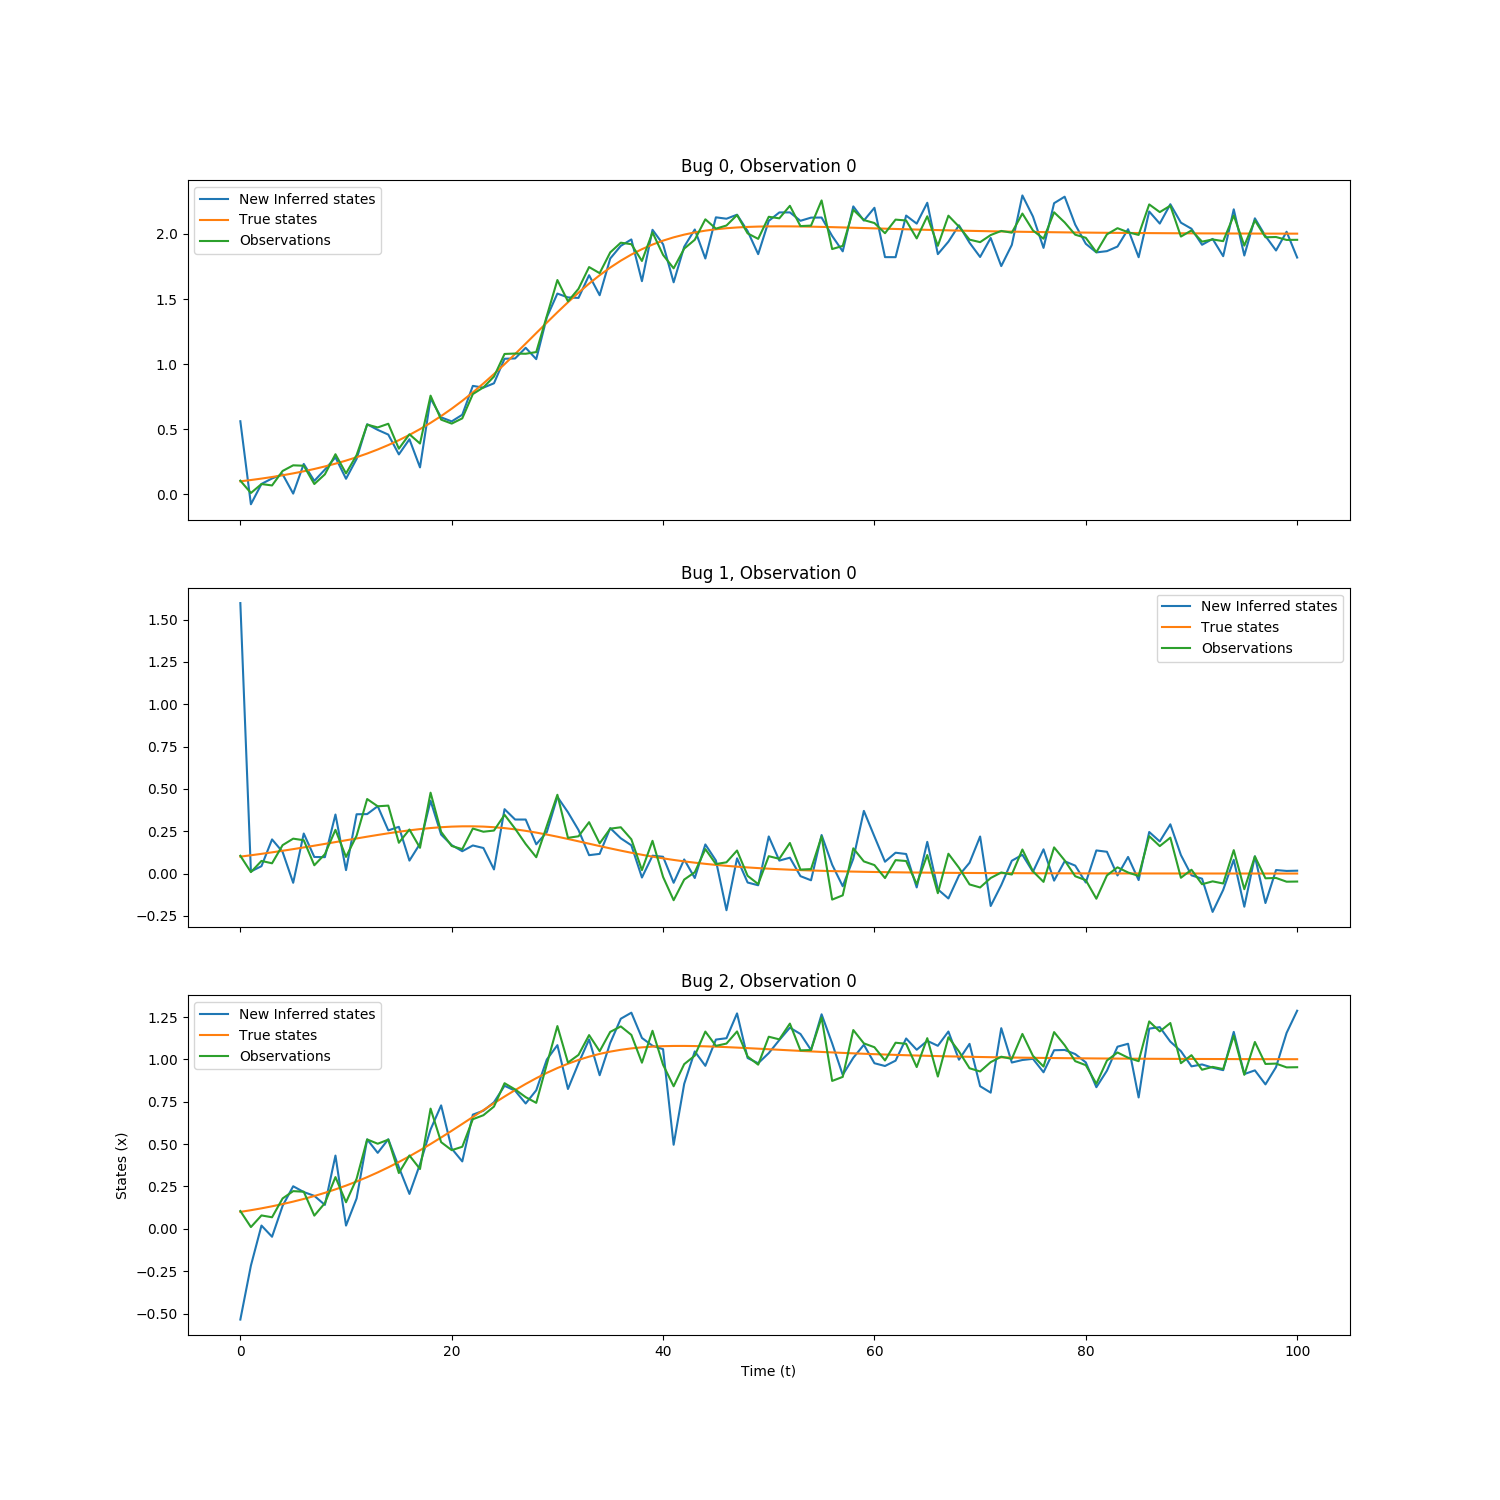 Bug 0, Observation 0
New Inferred states
True states
Observations
2.0
1.5
1.0
0.5
0.0
Bug 1, Observation 0
New Inferred states
True states
Observations
1.50
1.25
1.00
0.75
0.50
0.25
0.00
−0.25
Bug 2, Observation 0
New Inferred states
True states
Observations
1.25
1.00
0.75
0.50
0.25
0.00
−0.25
−0.50
States (x)
0 20 40 60 80 100
Time (t)